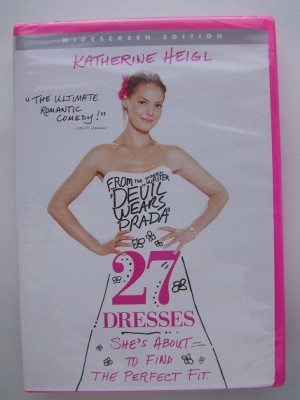 WIDESCREEN EDITION
KATHERINE HEIGL
"THE ULTIMATE
ROMANTIC
COMEDY!"
FROM THE SCREENWRITER
"DEVIL
WEARS
PRADA"
27
DRESSES
SHE'S ABOUT
TO FIND
THE PERFECT FIT.